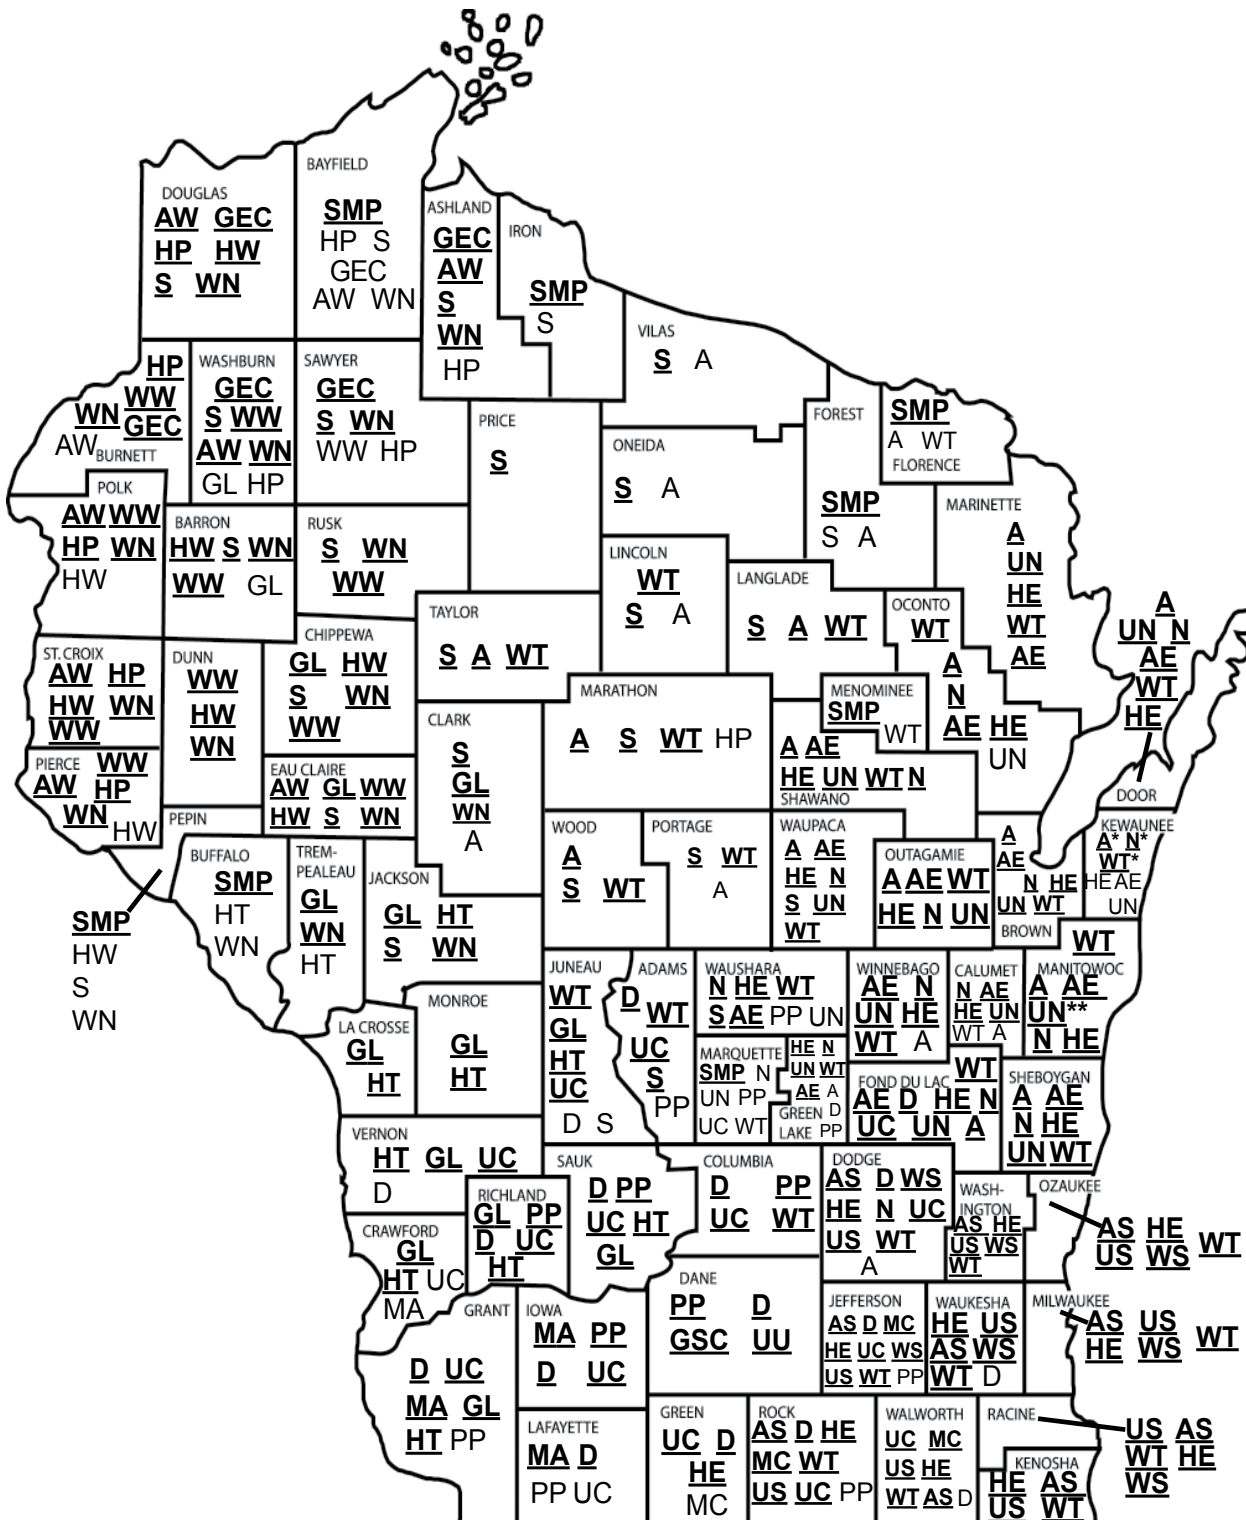 DOUGLAS
AW GEC
HP HW
S WN
BAYFIELD
SMP
HP S
GEC
AW WN
ASHLAND
GEC
AW
S
WN
HP
IRON
SMP
S
VILAS
S A
HP
WW
WN GEC
AW BURNETT
WASHBURN
GEC
S WW
AW WN
GL HP
SAWYER
GEC
S WN
WW HP
PRICE
S
ONEIDA
S A
FOREST
SMP
S A
SMP
A WT
FLORENCE
MARINETTE
A
UN
HE
WT
AE
POLK
AW WW
HP WN
HW
BARRON
HW S WN
WW GL
RUSK
S WN
WW
LINCOLN
WT
S A
LANGLADE
S A WT
OCONTO
WT
A
N
AE HE
UN
A
UN N
AE
WT
HE
DOOR
TAYLOR
S A WT
ST. CROIX
AW HP
HW WN
WW
DUNN
WW
HW
WN
CHIPPEWA
GL HW
S WN
WW
CLARK
S
GL
WN
A
MARATHON
A S WT HP
MENOMINEE
SMP
WT
A AE
HE UN WT N
SHAWANO
PIERCE WW
AW HP
WN HW
PEPIN
SMP
HW
S
WN
EAU CLAIRE
AW GL WW
HW S WN
BUFFALO
SMP
HT
WN
TREM-
PEALEAU
GL
WN
HT
JACKSON
GL HT
S WN
WOOD
A
S WT
PORTAGE
S WT
A
WAUPACA
A AE
HE N
S UN
WT
OUTAGAMIE
A AE WT
HE N UN
A
AE
N HE
UN WT
BROWN
KEWAUNEE
A* N*
WT*
HE AE
UN
LA CROSSE
GL
HT
MONROE
GL
HT
JUNEAU
WT
GL
HT
UC
D S
ADAMS
D
WT
UC
S
PP
WAUSHARA
N HE WT
S AE PP UN
MARQUETTE
SMP N
UN PP
UC WT
HE N
UN WT
AE A
GREEN D
LAKE PP
WINNEBAGO
AE N
UN HE
WT A
CALUMET
N AE
HE UN
WT A
WT
MANITOWOC
A AE
UN**
N HE
WT
FOND DU LAC
AE D HE N
UC UN A
SHEBOYGAN
A AE
N HE
UN WT
VERNON
HT GL UC
D
RICHLAND
GL PP
D UC
HT
SAUK
D PP
UC HT
GL
COLUMBIA
D PP
UC WT
DODGE
AS D WS
HE N UC
US WT
A
WASH-
INGTON
AS HE
US WS
WT
OZAUKEE
AS HE WT
US WS
CRAWFORD
GL
HT UC
MA
GRANT
D UC
MA GL
HT PP
IOWA
MA PP
D UC
DANE
PP D
GSC UU
JEFFERSON
AS D MC
HE UC WS
US WT PP
WAUKESHA
HE US
AS WS
WT D
MILWAUKEE
AS US WT
HE WS
LAFAYETTE
MA D
PP UC
GREEN
UC D
HE
MC
ROCK
AS D HE
MC WT
US UC PP
WALWORTH
UC MC
US HE
WT AS D
RACINE
US AS
WT HE
WS
KENOSHA
HE AS
US WT